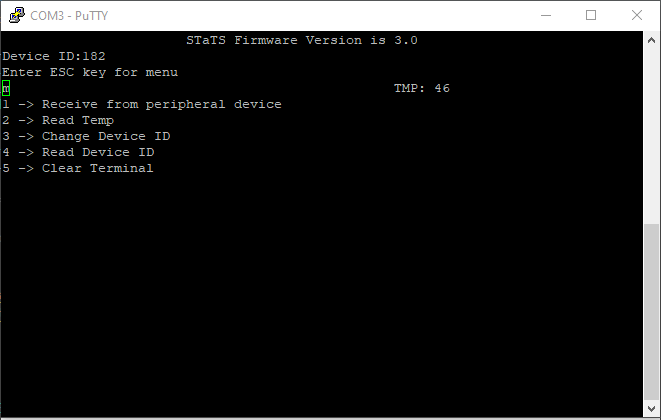 COM3 - PuTTY
STaTS Firmware Version is 3.0
Device ID:182
Enter ESC key for menu
m TMP: 46
1 -> Receive from peripheral device
2 -> Read Temp
3 -> Change Device ID
4 -> Read Device ID
5 -> Clear Terminal